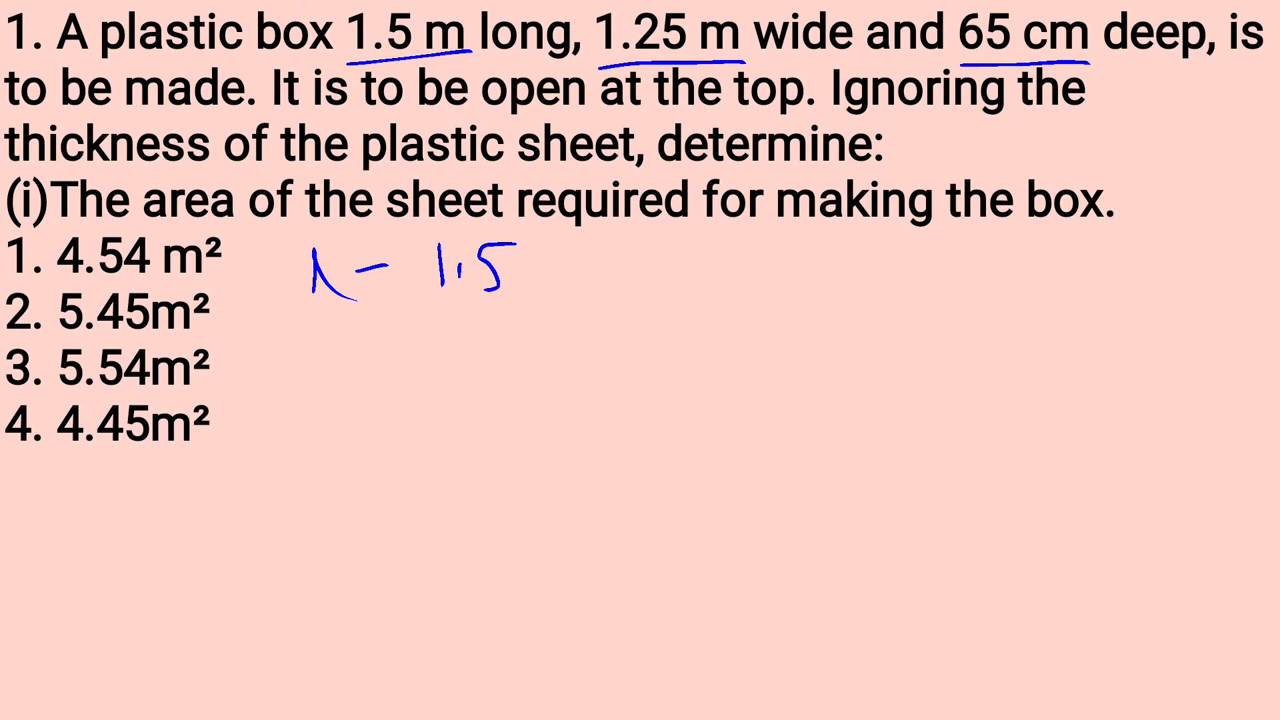 1. A plastic box 1.5 m long, 1.25 m wide and 65 cm deep, is
to be made. It is to be open at the top. Ignoring the
thickness of the plastic sheet, determine:
(i)The area of the sheet required for making the box.
1. 4.54 m²
2. 5.45m²
3. 5.54m²
4. 4.45m²
l - 1.5